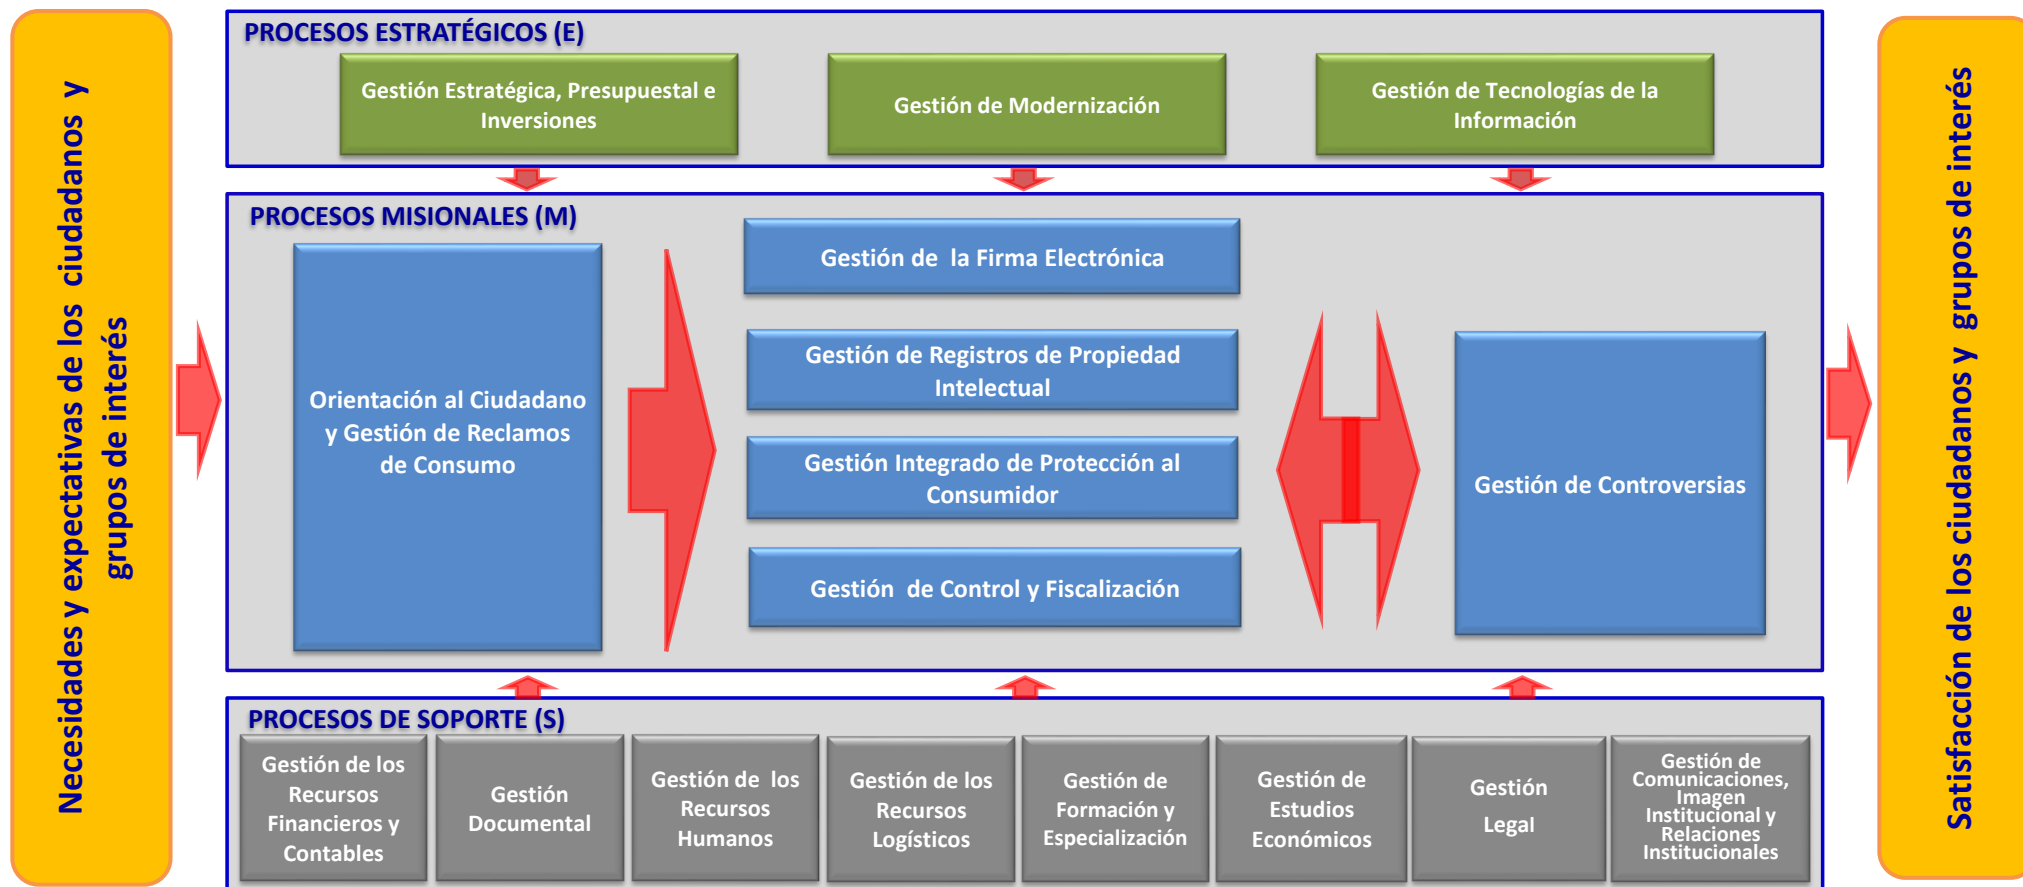 Necesidades y expectativas de los ciudadanos y
grupos de interés
PROCESOS ESTRATÉGICOS (E)
Gestión Estratégica, Presupuestal e
Inversiones
Gestión de Modernización
Gestión de Tecnologías de la
Información
PROCESOS MISIONALES (M)
Orientación al Ciudadano
y Gestión de Reclamos
de Consumo
Gestión de la Firma Electrónica
Gestión de Registros de Propiedad
Intelectual
Gestión Integrado de Protección al
Consumidor
Gestión de Control y Fiscalización
Gestión de Controversias
PROCESOS DE SOPORTE (S)
Gestión de los
Recursos
Financieros y
Contables
Gestión
Documental
Gestión de los
Recursos
Humanos
Gestión de los
Recursos
Logísticos
Gestión de
Formación y
Especialización
Gestión de
Estudios
Económicos
Gestión
Legal
Gestión de
Comunicaciones,
Imagen
Institucional y
Relaciones
Institucionales
Satisfacción de los ciudadanos y grupos de interés